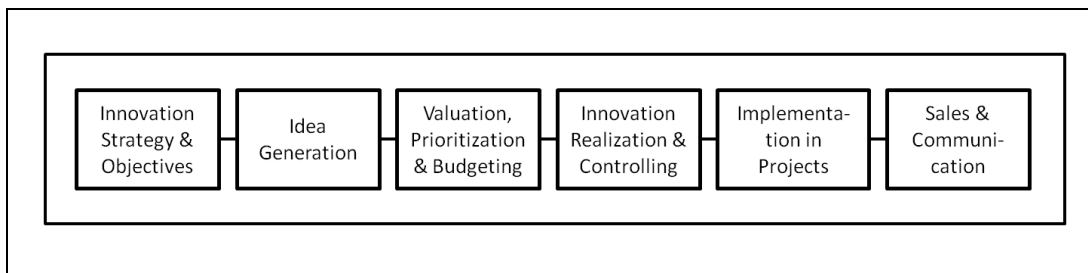 Innovation
Strategy &
Objectives
Idea
Generation
Valuation,
Prioritization
& Budgeting
Innovation
Realization &
Controlling
Implementa-
tion in
Projects
Sales &
Communi-
cation